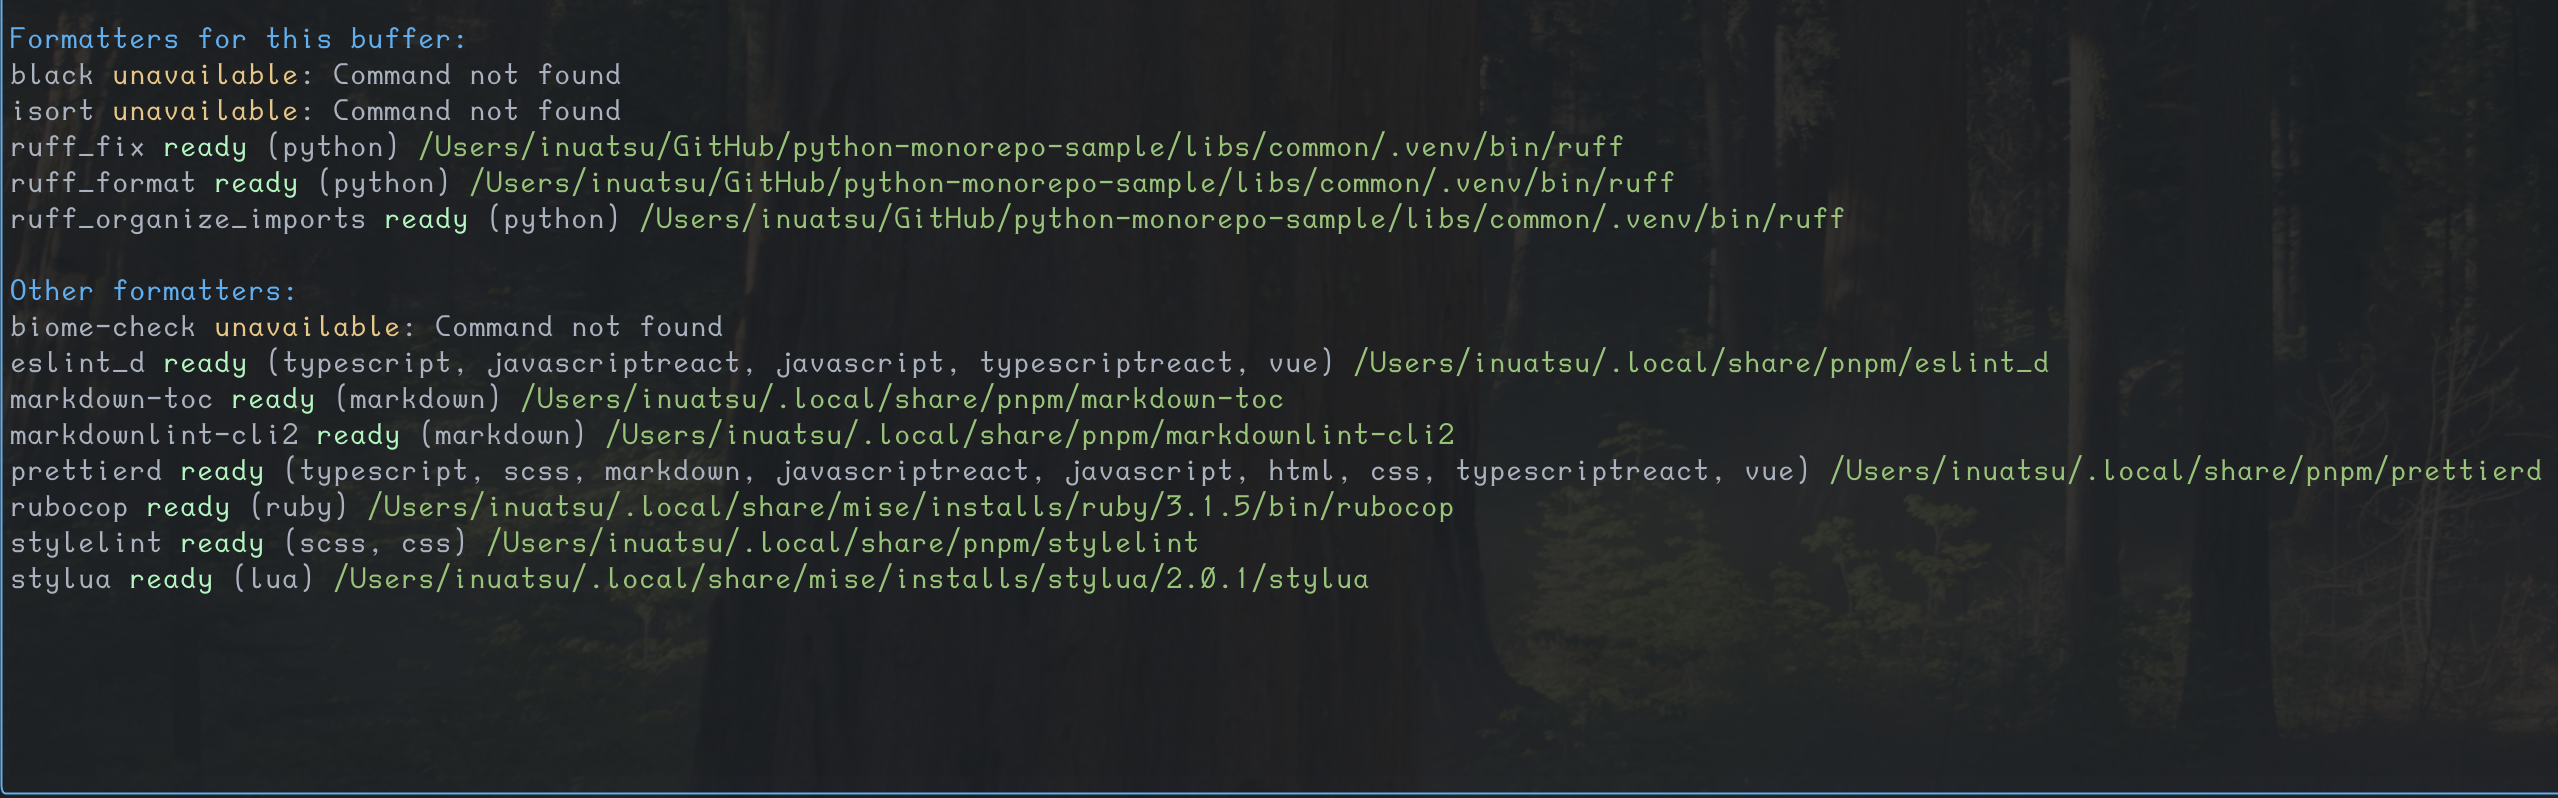 Formatters for this buffer:
black unavailable: Command not found
isort unavailable: Command not found
ruff_fix ready (python) /Users/inuatsu/GitHub/python-monorepo-sample/libs/common/.venv/bin/ruff
ruff_format ready (python) /Users/inuatsu/GitHub/python-monorepo-sample/libs/common/.venv/bin/ruff
ruff_organize_imports ready (python) /Users/inuatsu/GitHub/python-monorepo-sample/libs/common/.venv/bin/ruff
Other formatters:
biome-check unavailable: Command not found
eslint_d ready (typescript, javascriptreact, javascript, typescriptreact, vue) /Users/inuatsu/.local/share/pnpm/eslint_d
markdown-toc ready (markdown) /Users/inuatsu/.local/share/pnpm/markdown-toc
markdownlint-cli2 ready (markdown) /Users/inuatsu/.local/share/pnpm/markdownlint-cli2
prettierd ready (typescript, scss, markdown, javascriptreact, javascript, html, css, typescriptreact, vue) /Users/inuatsu/.local/share/pnpm/prettierd
rubocop ready (ruby) /Users/inuatsu/.local/share/mise/installs/ruby/3.1.5/bin/rubocop
stylelint ready (scss, css) /Users/inuatsu/.local/share/pnpm/stylelint
stylua ready (lua) /Users/inuatsu/.local/share/mise/installs/stylua/2.0.1/stylua